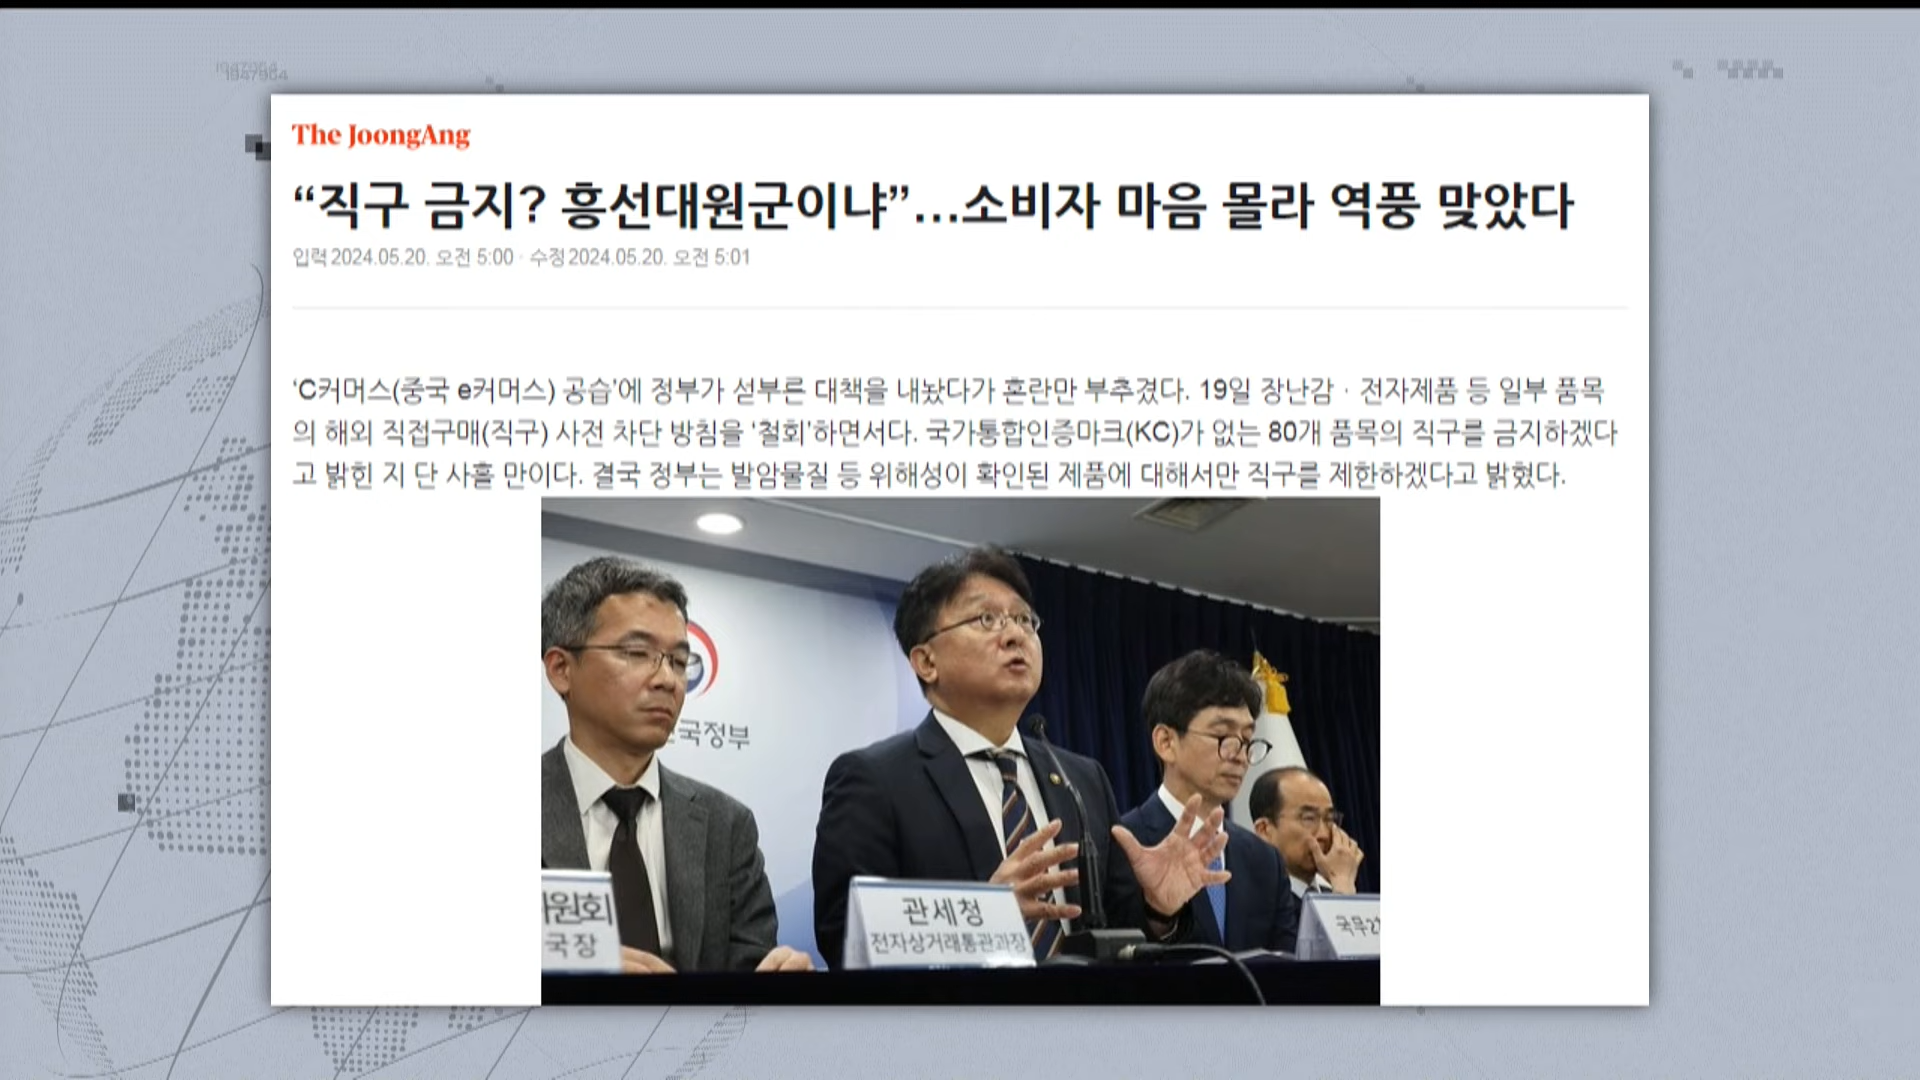 1947904
1947904
The JoongAng
“직구 금지? 흥선대원군이냐”…소비자 마음 몰라 역풍 맞았다
입력 2024.05.20. 오전 5:00 · 수정 2024.05.20. 오전 5:01
‘C커머스(중국 e커머스) 공습’에 정부가 섣부른 대책을 내놨다가 혼란만 부추겼다. 19일 장난감 · 전자제품 등 일부 품목
의 해외 직접구매(직구) 사전 차단 방침을 ‘철회’하면서다. 국가통합인증마크(KC)가 없는 80개 품목의 직구를 금지하겠다
고 밝힌 지 단 사흘 만이다. 결국 정부는 발암물질 등 위해성이 확인된 제품에 대해서만 직구를 제한하겠다고 밝혔다.
국정부
위원회
국장
관세청
전자상거래통관과장
국무2차